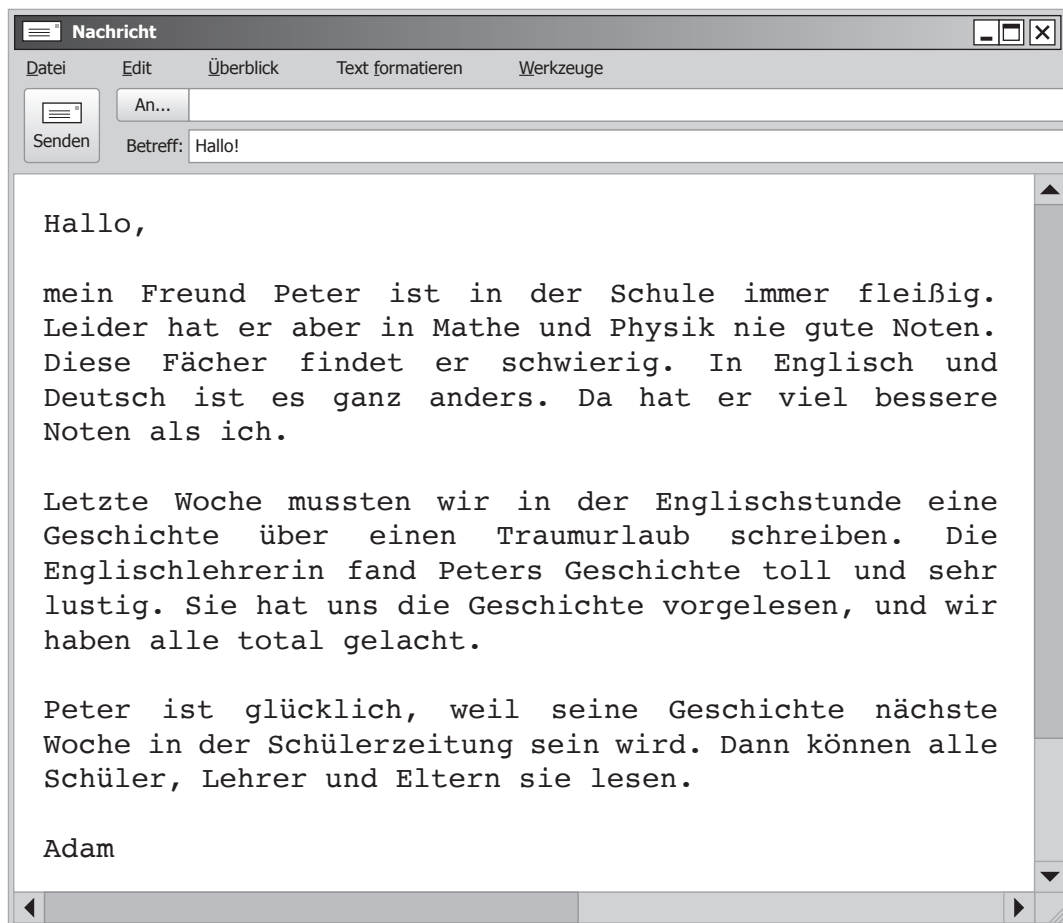 Nachricht
Datei Edit Überblick Text formatieren Werkzeuge
An...
Senden
Betreff: Hallo!
Hallo,
mein Freund Peter ist in der Schule immer fleißig.
Leider hat er aber in Mathe und Physik nie gute Noten.
Diese Fächer findet er schwierig. In Englisch und
Deutsch ist es ganz anders. Da hat er viel bessere
Noten als ich.
Letzte Woche mussten wir in der Englischstunde eine
Geschichte über einen Traumurlaub schreiben. Die
Englischlehrerin fand Peters Geschichte toll und sehr
lustig. Sie hat uns die Geschichte vorgelesen, und wir
haben alle total gelacht.
Peter ist glücklich, weil seine Geschichte nächste
Woche in der Schülerzeitung sein wird. Dann können alle
Schüler, Lehrer und Eltern sie lesen.
Adam